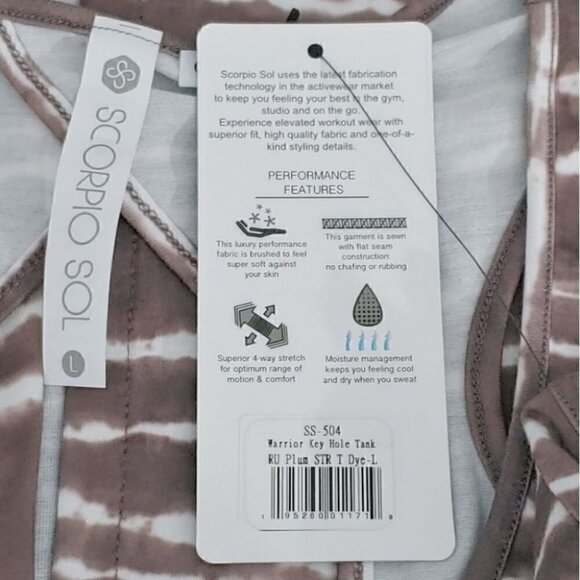 SCORPIO SOL
L
Scorpio Sol uses the latest fabrication
technology in the activewear market
to keep you feeling your best in the gym,
studio and on the go.
Experience elevated workout wear with
superior fit, high quality fabric and one-of-a-
kind styling details.
PERFORMANCE
FEATURES
This luxury performance
fabric is brushed to feel
super soft against
your skin
This garment is sewn
with flat seam
construction:
no chafing or rubbing
Superior 4-way stretch
for optimum range of
motion & comfort
Moisture management
keeps you feeling cool
and dry when you sweat
SS-504
Warrior Key Hole Tank
RU Plum STR T Dye-L
1 95260 01171 9